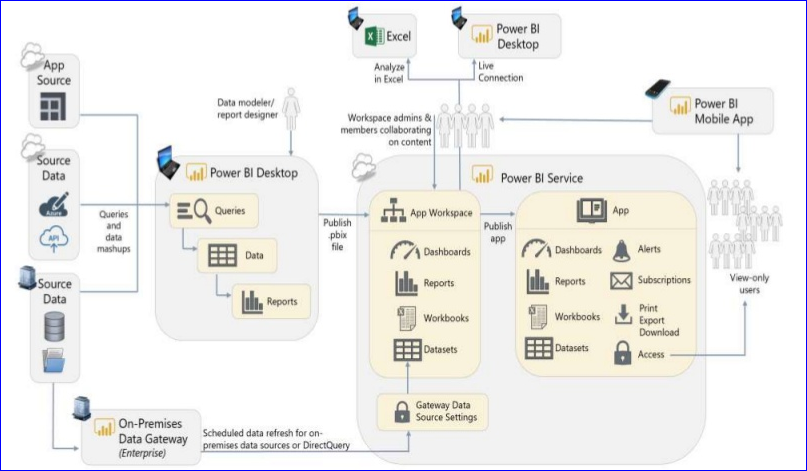 App
Source
Source
Data
Azure
API
Source
Data
Queries
and
data
mashups
On-Premises
Data Gateway
(Enterprise)
Data modeler/
report designer
Power BI Desktop
Queries
Data
Reports
Publish
.pbix
file
Scheduled data refresh for on-
premises data sources or DirectQuery
Excel
Power BI
Desktop
Analyze
in Excel
Live
Connection
Workspace admins &
members collaborating
on content
Power BI
Mobile App
Power BI Service
App Workspace
Dashboards
Reports
Workbooks
Datasets
Gateway Data
Source Settings
Publish
app
App
Dashboards
Reports
Workbooks
Datasets
Alerts
Subscriptions
Print
Export
Download
Access
View-only
users